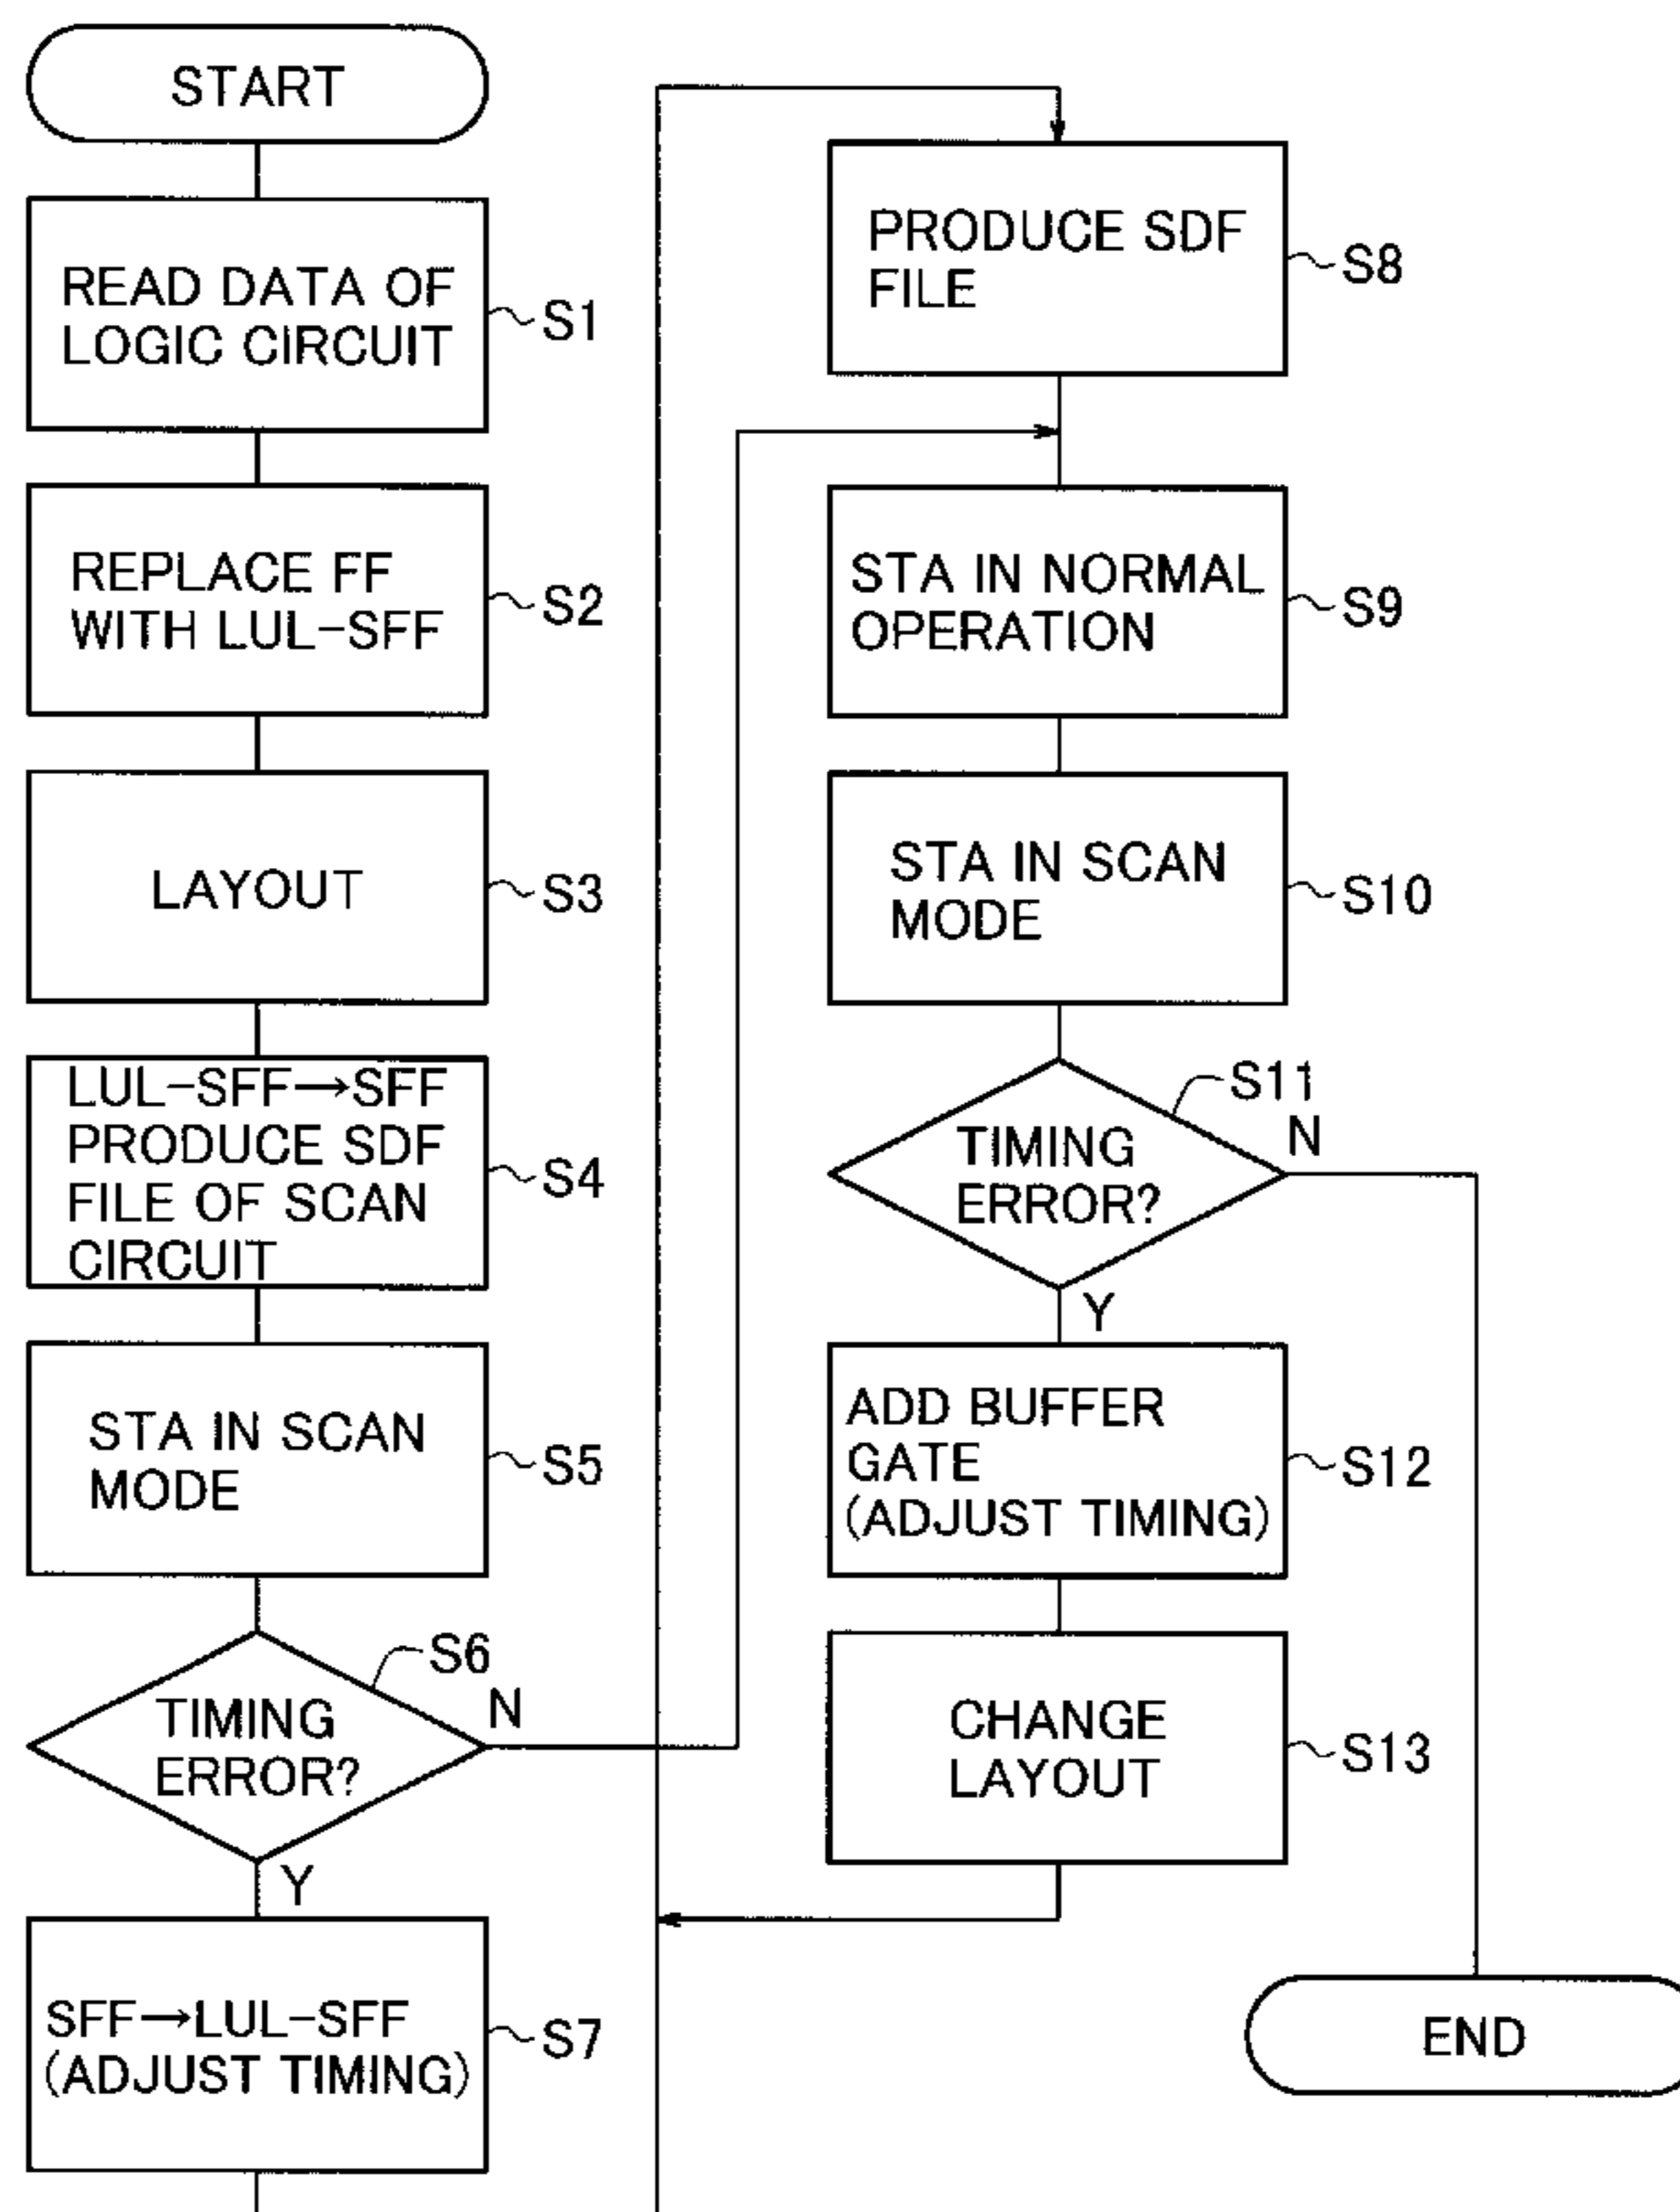 START
READ DATA OF
LOGIC CIRCUIT
S1
REPLACE FF
WITH LUL-SFF
S2
LAYOUT
S3
LUL-SFF→SFF
PRODUCE SDF
FILE OF SCAN
CIRCUIT
S4
STA IN SCAN
MODE
S5
S6
TIMING
ERROR?
N
Y
SFF→LUL-SFF
(ADJUST TIMING)
S7
PRODUCE SDF
FILE
S8
STA IN NORMAL
OPERATION
S9
STA IN SCAN
MODE
S10
S11
TIMING
ERROR?
N
Y
ADD BUFFER
GATE
(ADJUST TIMING)
S12
CHANGE
LAYOUT
S13
END